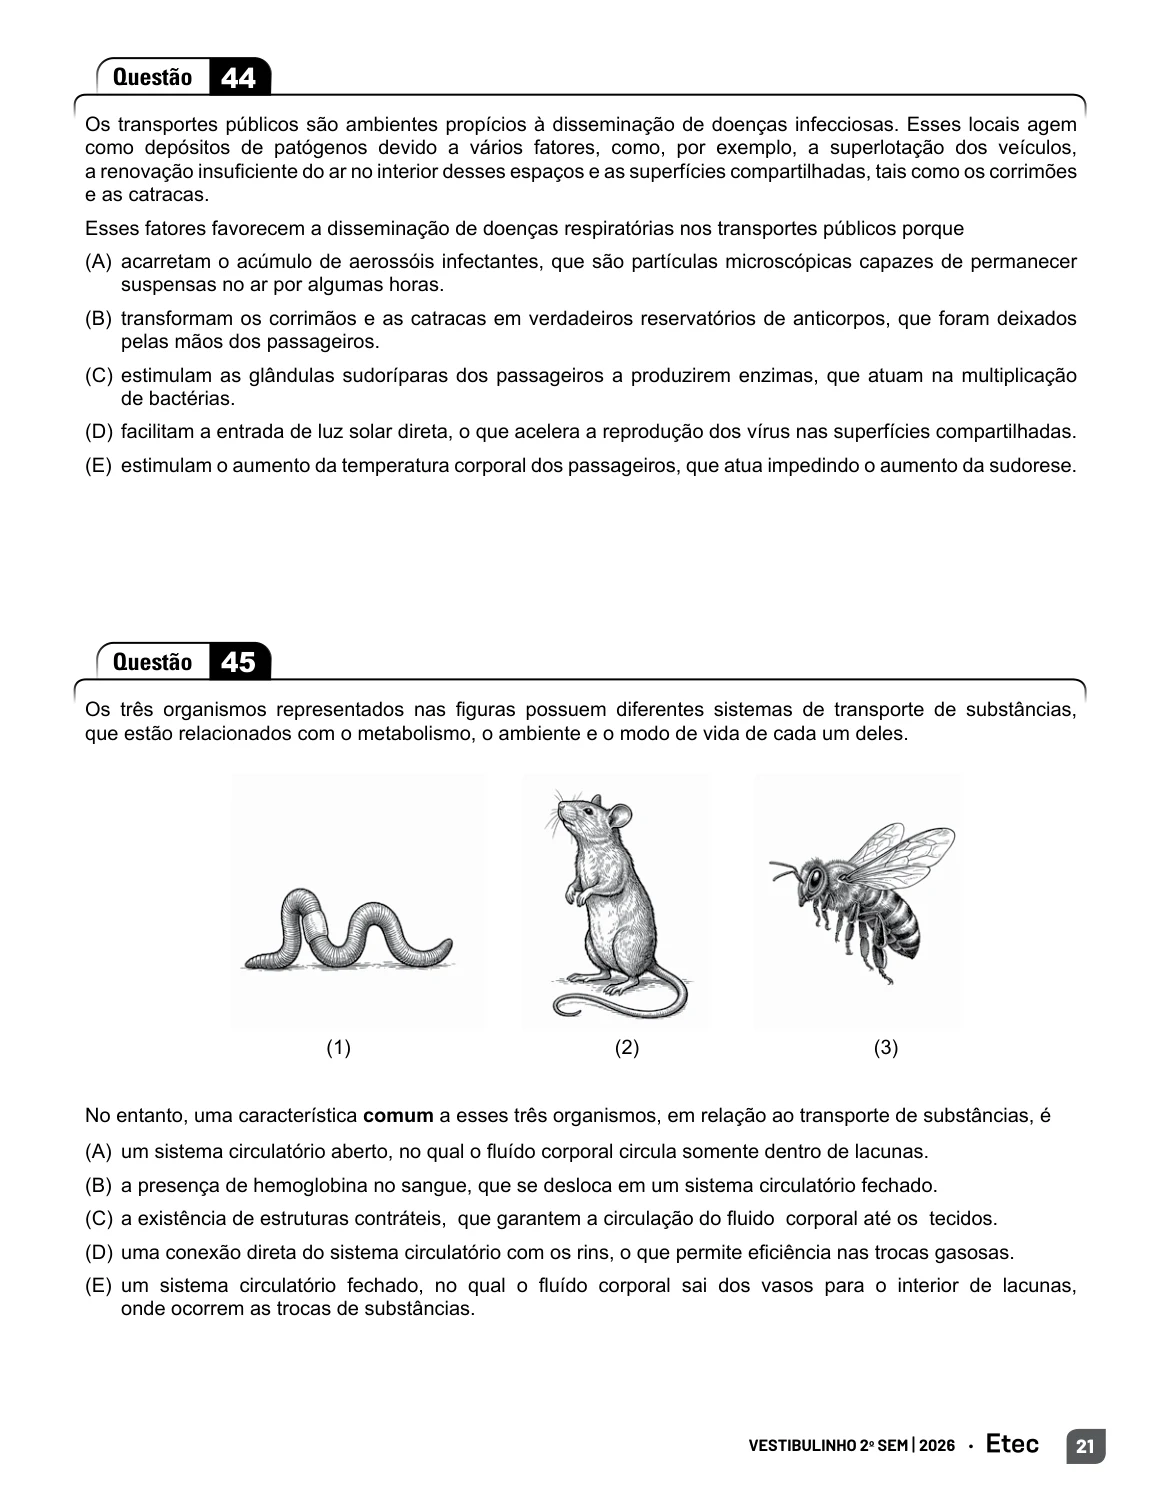 Questão 44
Os transportes públicos são ambientes propícios à disseminação de doenças infecciosas. Esses locais agem
como depósitos de patógenos devido a vários fatores, como, por exemplo, a superlotação dos veículos,
a renovação insuficiente do ar no interior desses espaços e as superfícies compartilhadas, tais como os corrimões
e as catracas.
Esses fatores favorecem a disseminação de doenças respiratórias nos transportes públicos porque
(A) acarretam o acúmulo de aerossóis infectantes, que são partículas microscópicas capazes de permanecer
suspensas no ar por algumas horas.
(B) transformam os corrimãos e as catracas em verdadeiros reservatórios de anticorpos, que foram deixados
pelas mãos dos passageiros.
(C) estimulam as glândulas sudoríparas dos passageiros a produzirem enzimas, que atuam na multiplicação
de bactérias.
(D) facilitam a entrada de luz solar direta, o que acelera a reprodução dos vírus nas superfícies compartilhadas.
(E) estimulam o aumento da temperatura corporal dos passageiros, que atua impedindo o aumento da sudorese.
Questão 45
Os três organismos representados nas figuras possuem diferentes sistemas de transporte de substâncias,
que estão relacionados com o metabolismo, o ambiente e o modo de vida de cada um deles.
(1) (2) (3)
No entanto, uma característica comum a esses três organismos, em relação ao transporte de substâncias, é
(A) um sistema circulatório aberto, no qual o fluído corporal circula somente dentro de lacunas.
(B) a presença de hemoglobina no sangue, que se desloca em um sistema circulatório fechado.
(C) a existência de estruturas contráteis, que garantem a circulação do fluido corporal até os tecidos.
(D) uma conexão direta do sistema circulatório com os rins, o que permite eficiência nas trocas gasosas.
(E) um sistema circulatório fechado, no qual o fluído corporal sai dos vasos para o interior de lacunas,
onde ocorrem as trocas de substâncias.
VESTIBULINHO 2º SEM | 2026 • Etec 21